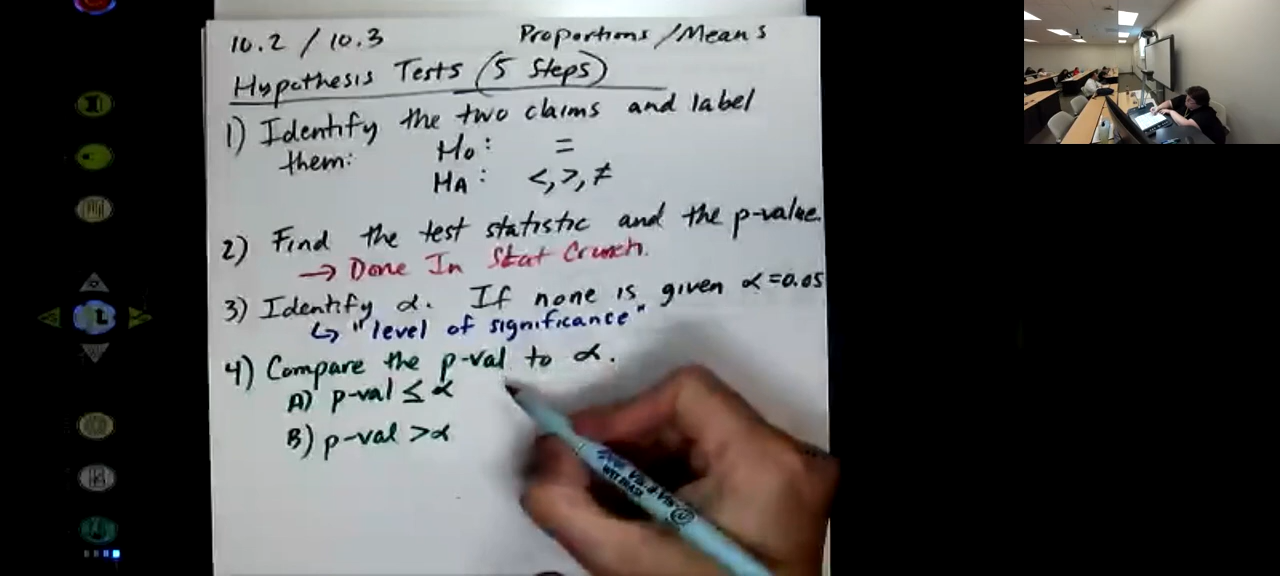 10.2 / 10.3 Proportions / Means
Hypothesis Tests (5 Steps)
1) Identify the two claims and label
them: H0: =
HA: <, >, ≠
2) Find the test statistic and the p-value.
→ Done In Stat Crunch.
3) Identify α. If none is given α = 0.05
↳ "level of significance"
4) Compare the p-val to α.
A) p-val ≤ α
B) p-val > α